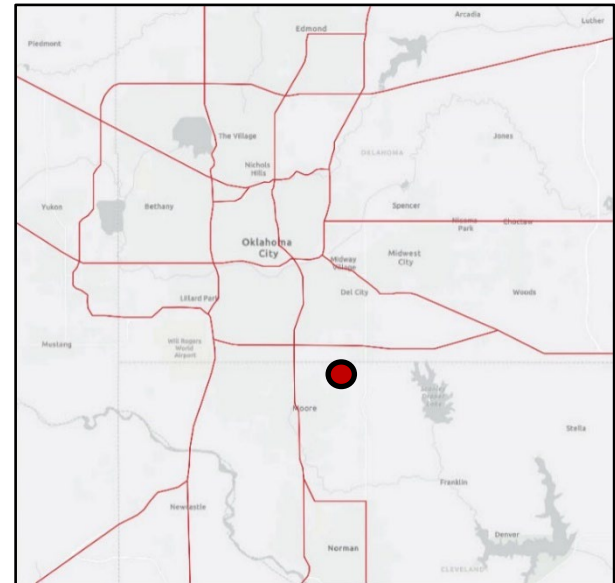 Arcadia
Luther
Edmond
Piedmont
The Village
Jones
OKLAHOMA
Nichols
Hills
Yukon
Bethany
Spencer
Nicoma
Park
Choctaw
Oklahoma
City
Midway
Village
Midwest
City
Lillard Park
Del City
Woods
Mustang
Will Rogers
World
Airport
Moore
Stella
Franklin
Newcastle
Norman
Denver
CLEVELAND